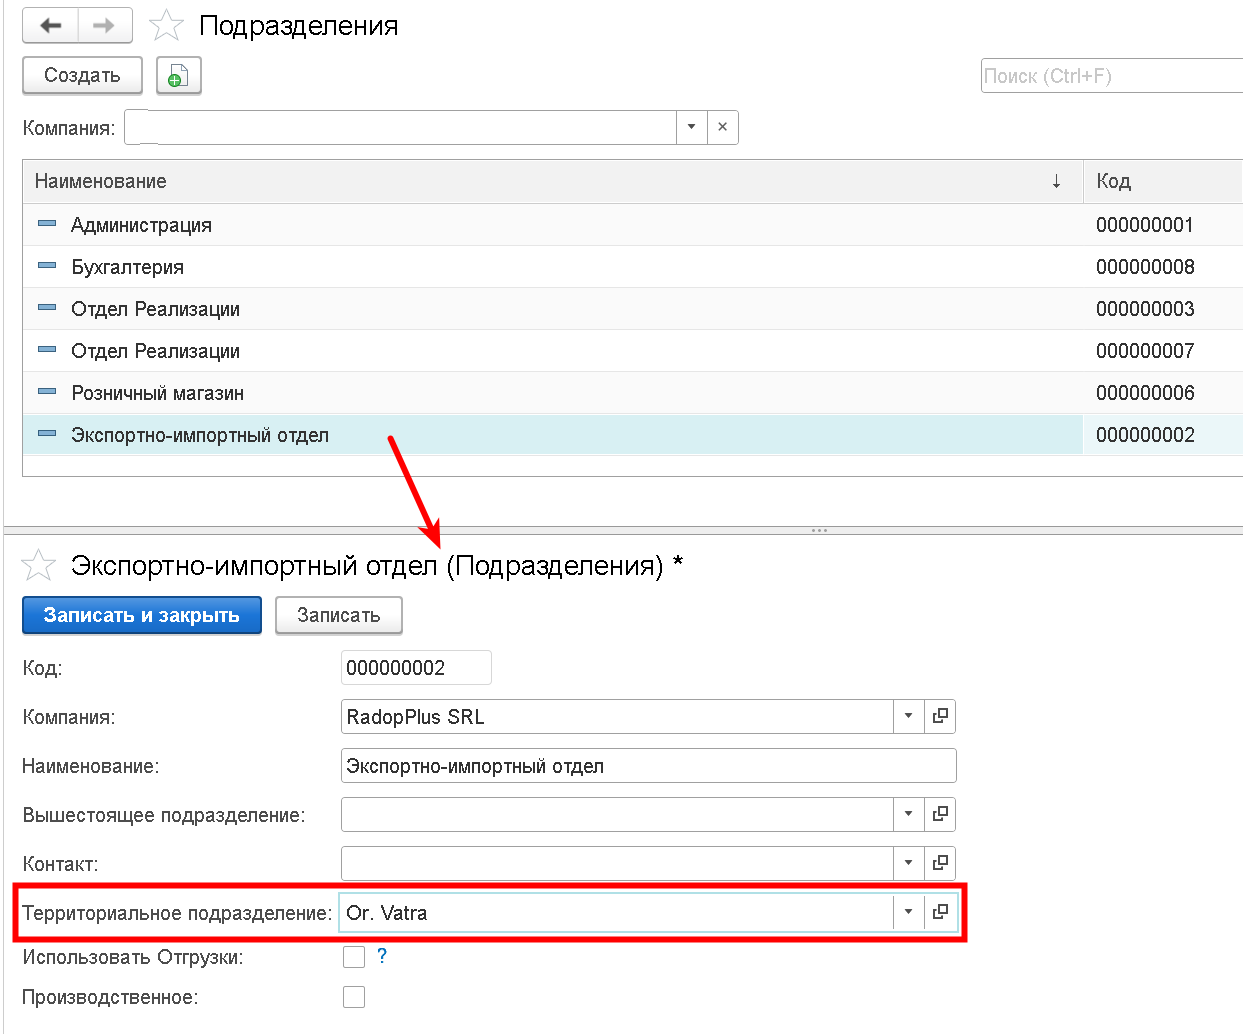 Подразделения
Создать
Поиск (Ctrl+F)
Компания:
Наименование ↓ Код
Администрация 000000001
Бухгалтерия 000000008
Отдел Реализации 000000003
Отдел Реализации 000000007
Розничный магазин 000000006
Экспортно-импортный отдел 000000002
Экспортно-импортный отдел (Подразделения) *
Записать и закрыть Записать
Код: 000000002
Компания: RadopPlus SRL
Наименование: Экспортно-импортный отдел
Вышестоящее подразделение:
Контакт:
Территориальное подразделение: Or. Vatra
Использовать Отгрузки: ?
Производственное: